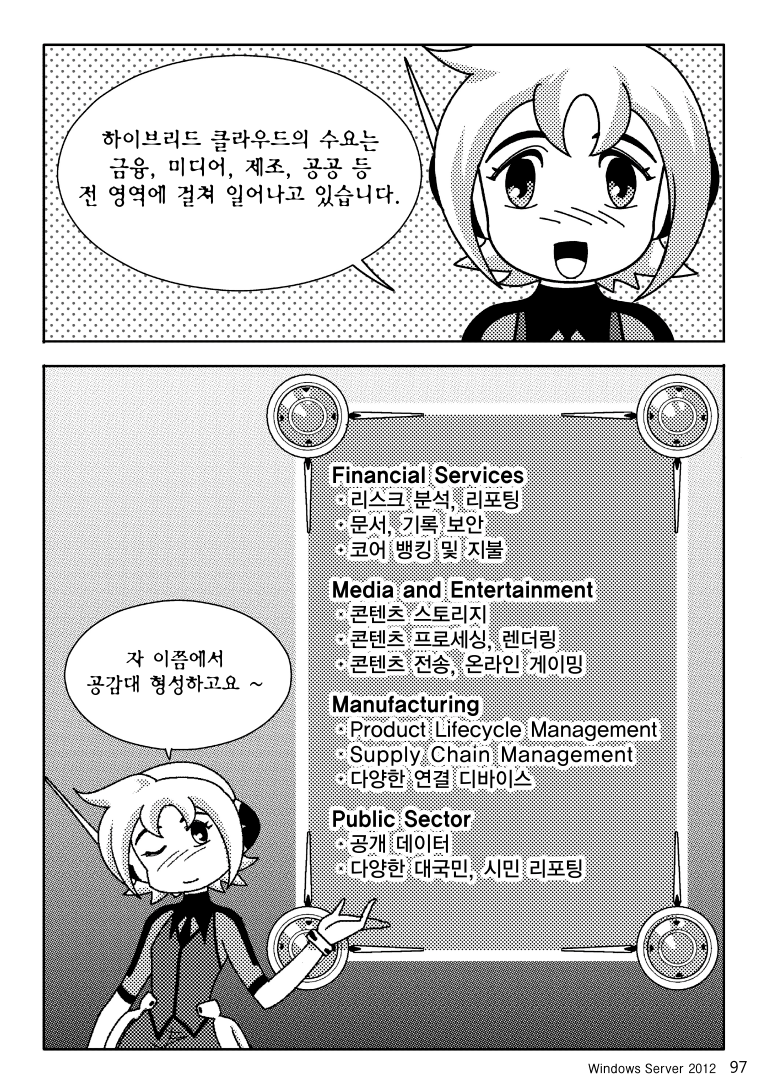 하이브리드 클라우드의 수요는
금융, 미디어, 제조, 공공 등
전 영역에 걸쳐 일어나고 있습니다.
Financial Services
· 리스크 분석, 리포팅
· 문서, 기록 보안
· 코어 뱅킹 및 지불
Media and Entertainment
· 콘텐츠 스토리지
· 콘텐츠 프로세싱, 렌더링
· 콘텐츠 전송, 온라인 게이밍
Manufacturing
· Product Lifecycle Management
· Supply Chain Management
· 다양한 연결 디바이스
Public Sector
· 공개 데이터
· 다양한 대국민, 시민 리포팅
자 이쯤에서
공감대 형성하고요 ~
Windows Server 2012 97